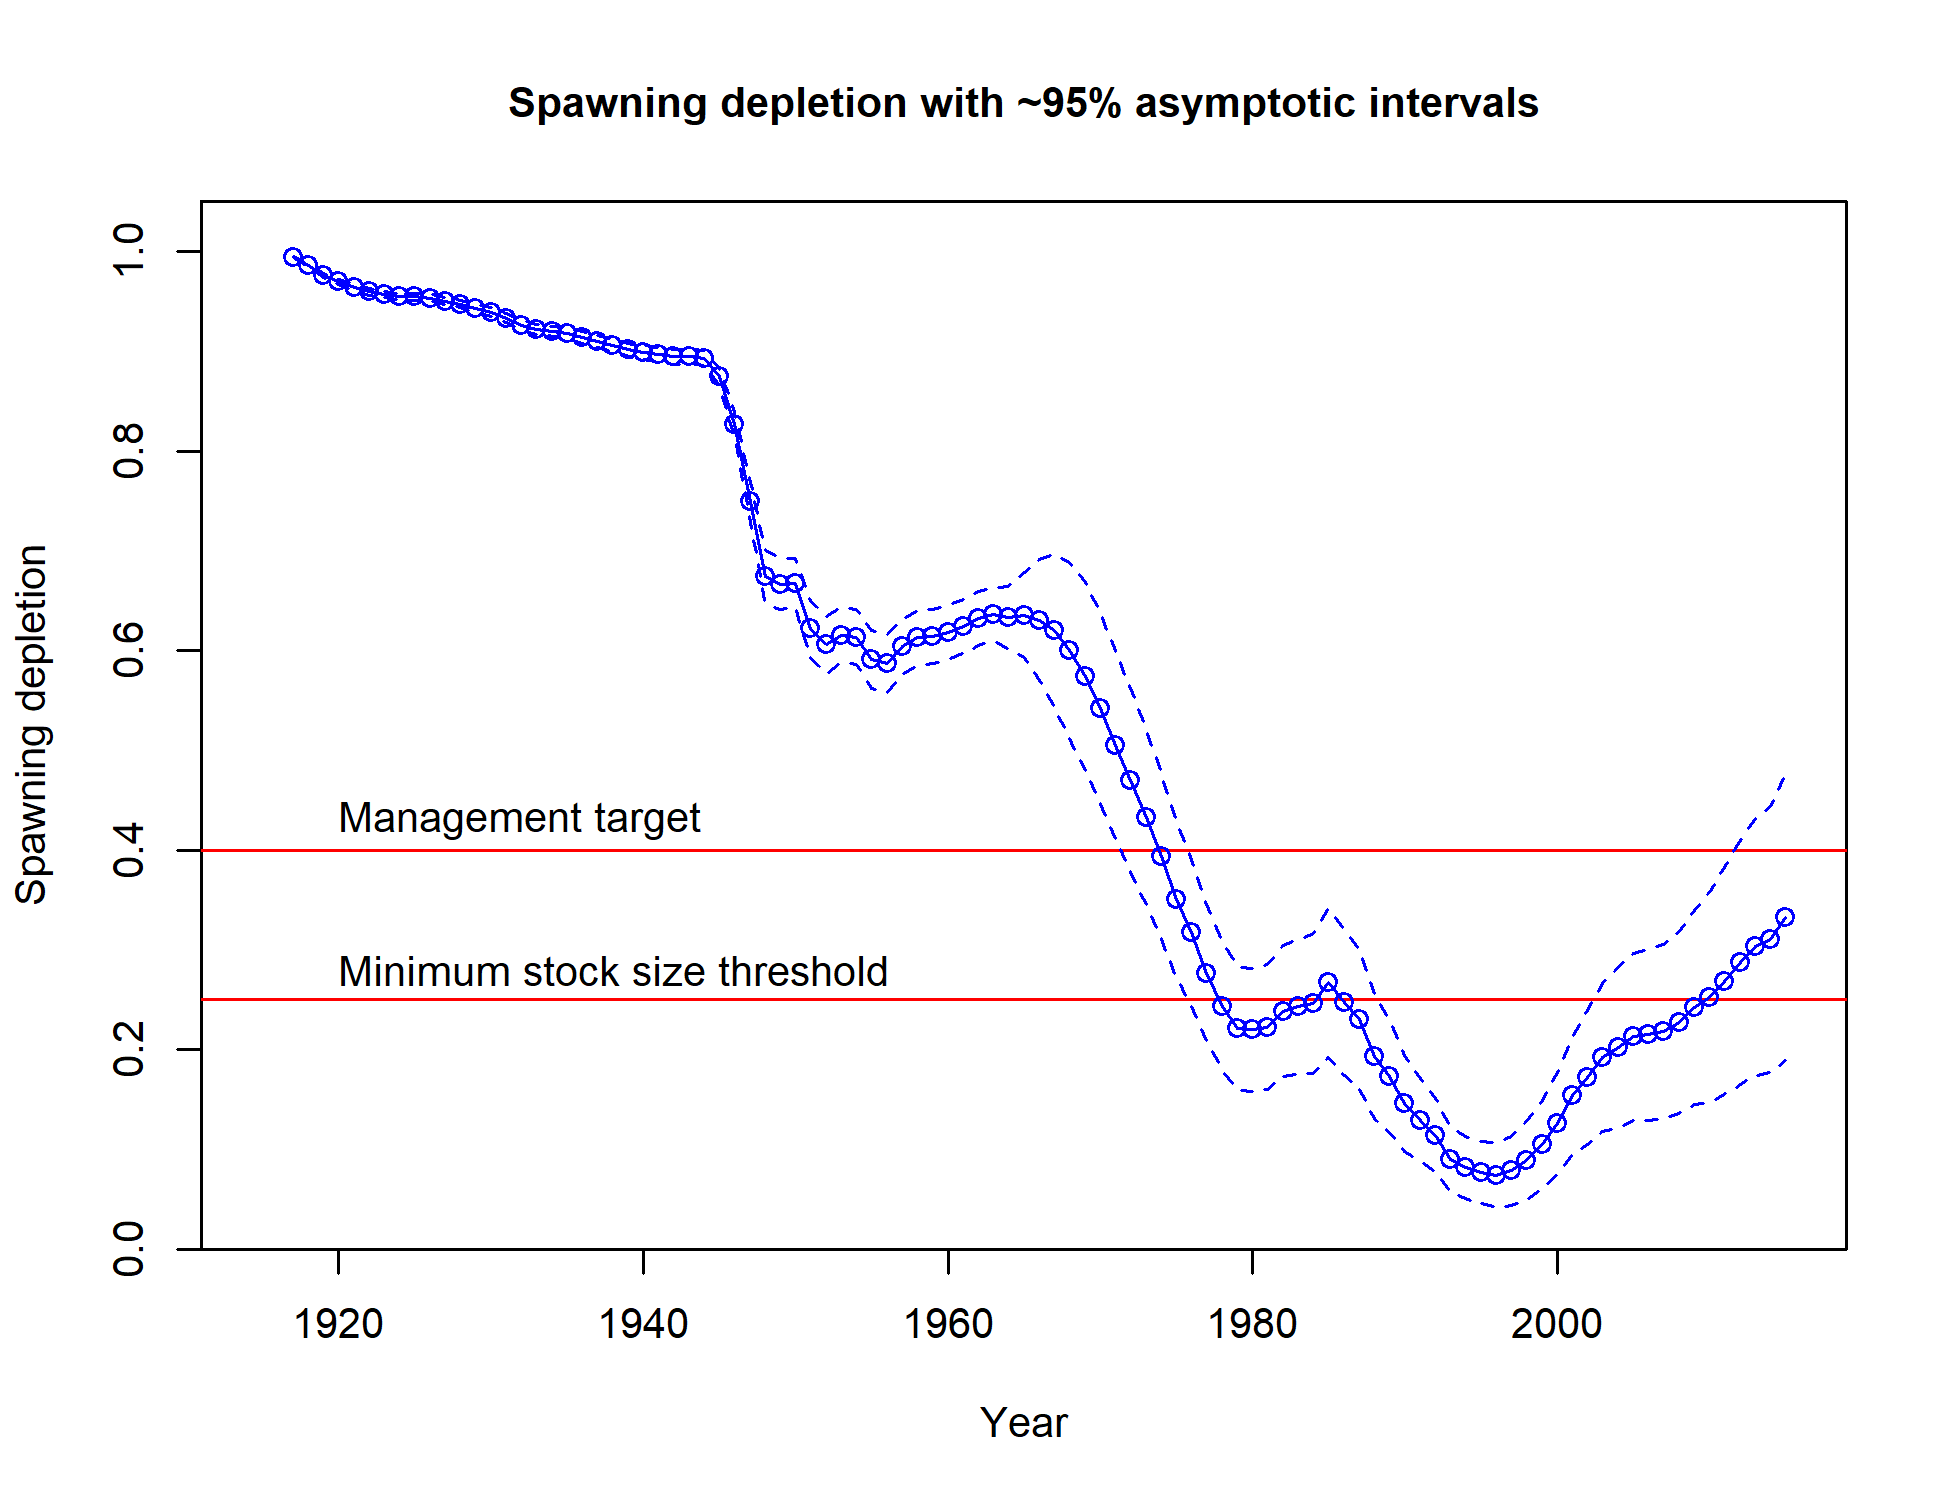 Spawning depletion with ~95% asymptotic intervals
Spawning depletion
1.0
0.8
0.6
0.4
0.2
0.0
Management target
Minimum stock size threshold
1920
1940
1960
1980
2000
Year